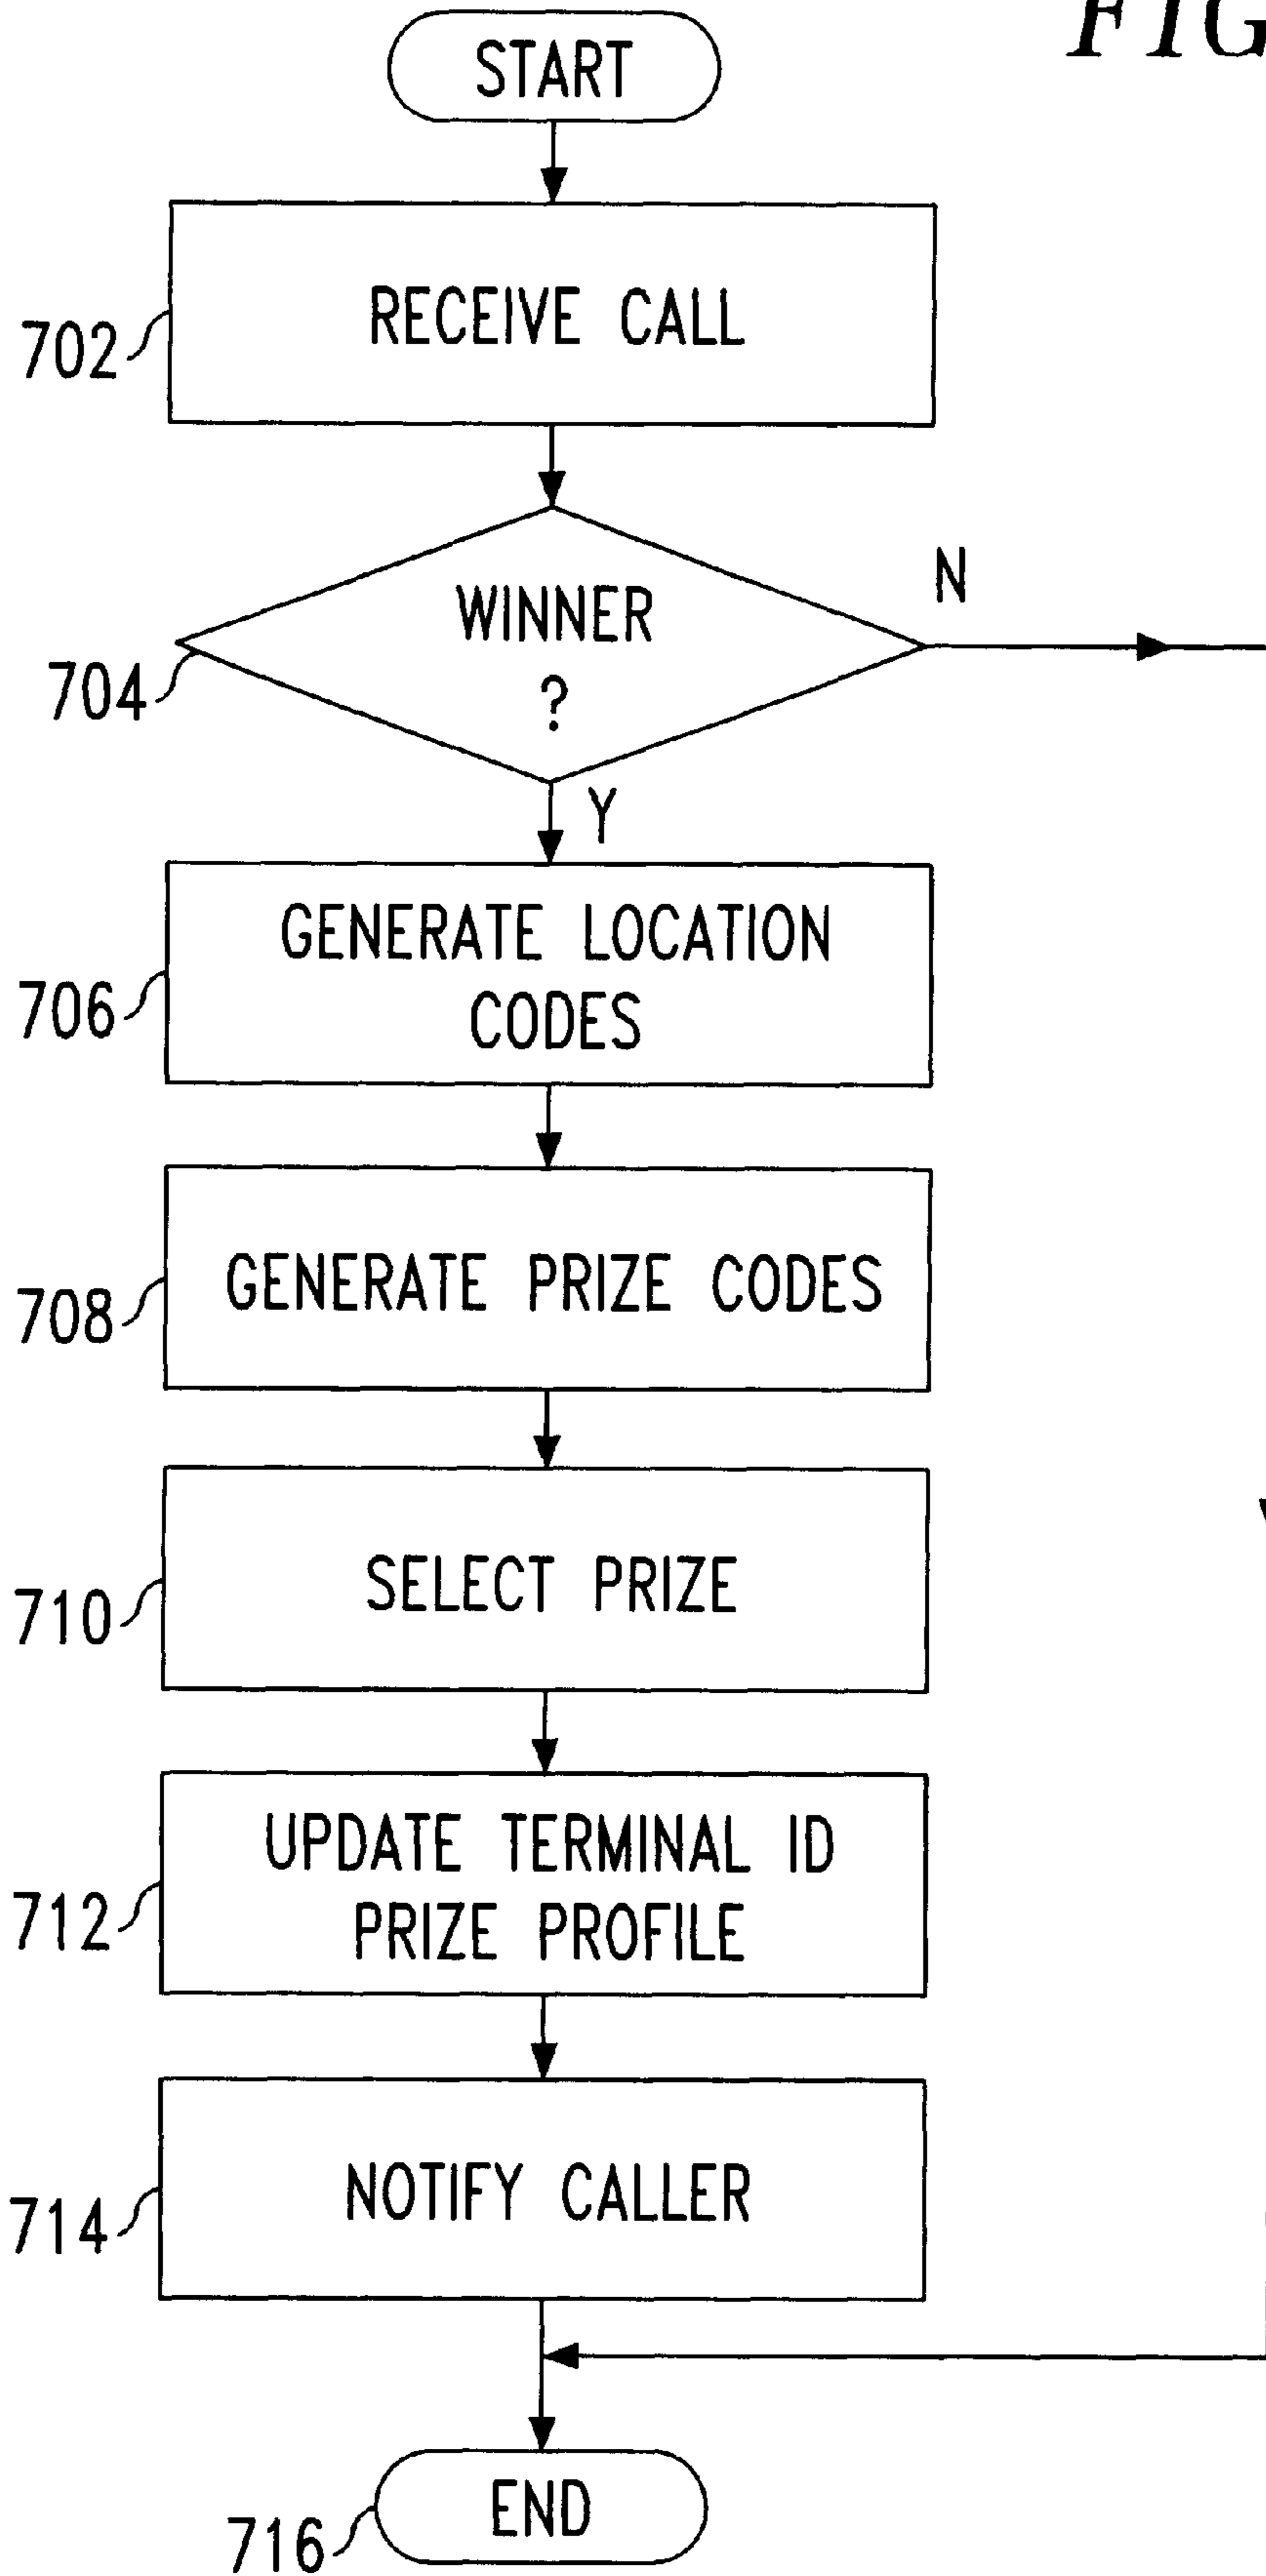 FIG
START
RECEIVE CALL
702
WINNER
?
N
704
Y
GENERATE LOCATION
CODES
706
GENERATE PRIZE CODES
708
SELECT PRIZE
710
UPDATE TERMINAL ID
PRIZE PROFILE
712
NOTIFY CALLER
714
END
716